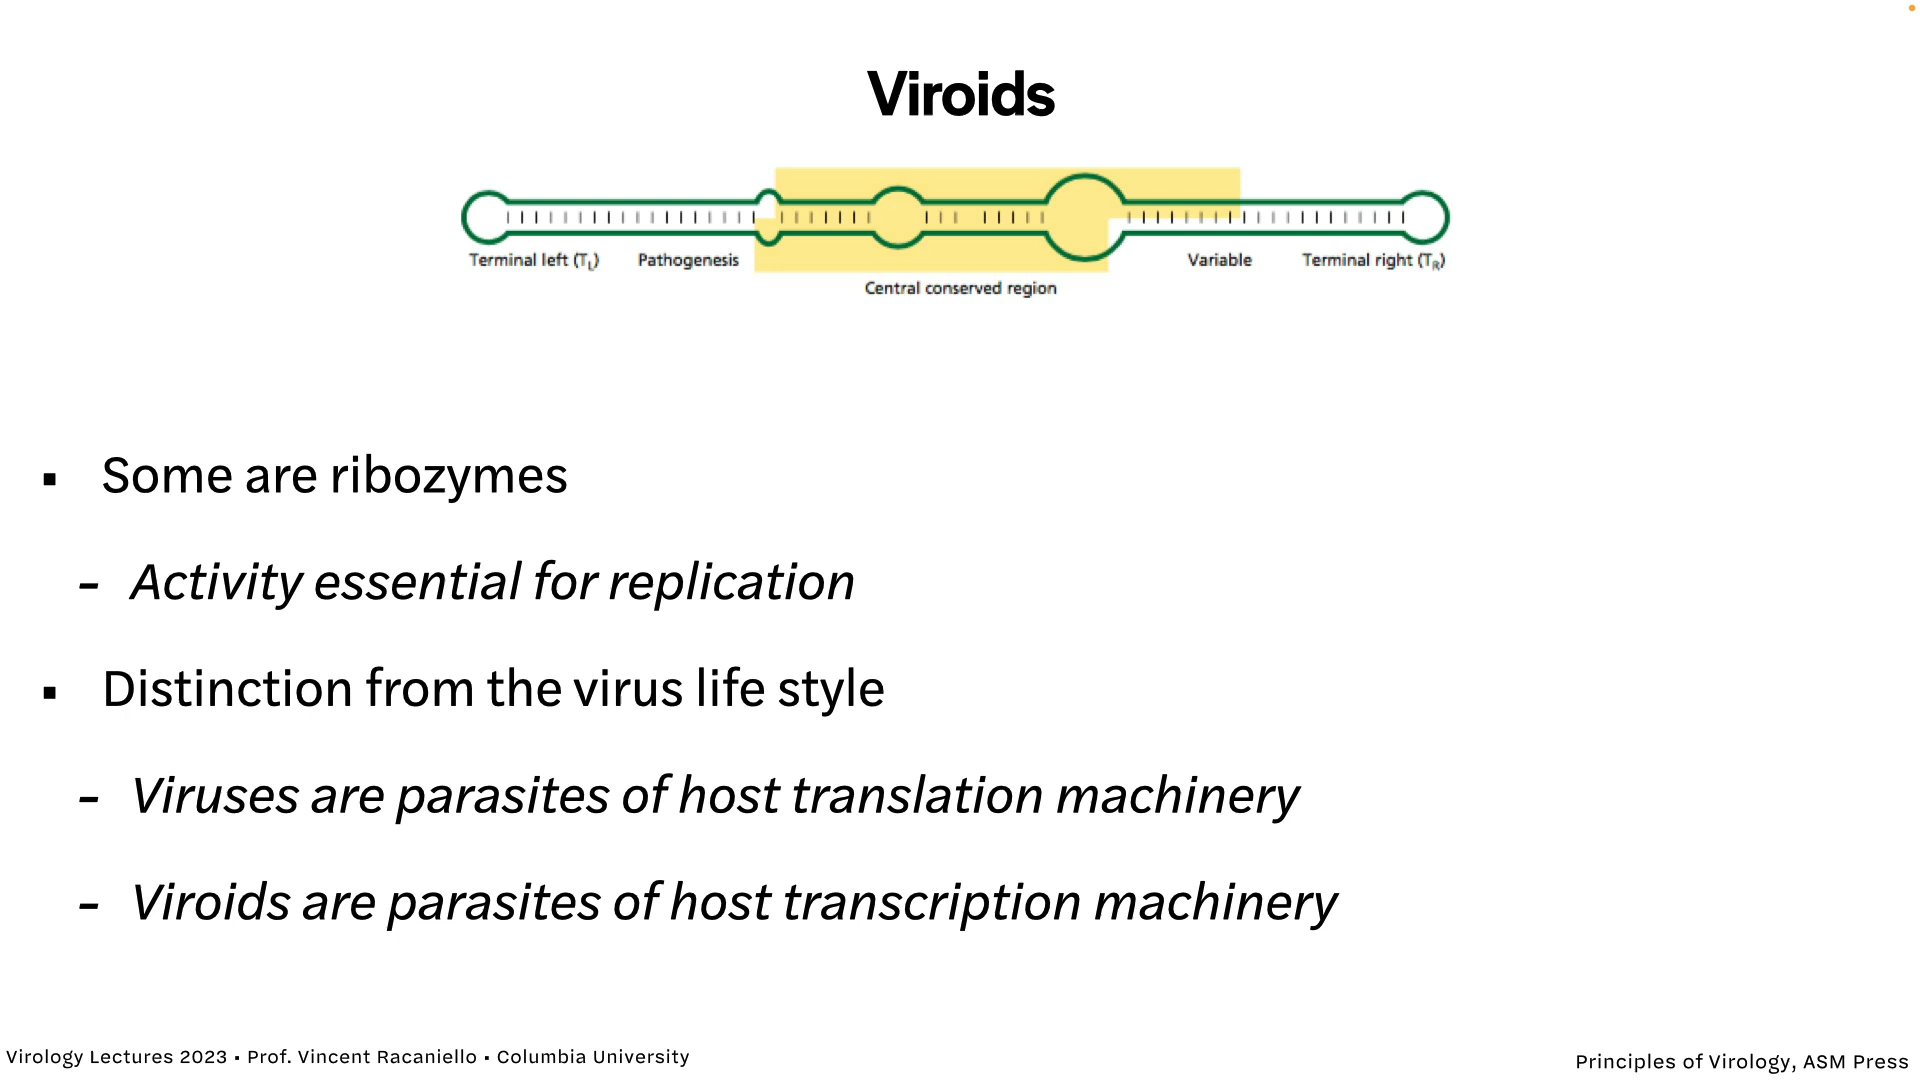 Viroids
Terminal left (TL)
Pathogenesis
Variable
Terminal right (TR)
Central conserved region
▪ Some are ribozymes
- Activity essential for replication
▪ Distinction from the virus life style
- Viruses are parasites of host translation machinery
- Viroids are parasites of host transcription machinery
Virology Lectures 2023 • Prof. Vincent Racaniello • Columbia University
Principles of Virology, ASM Press